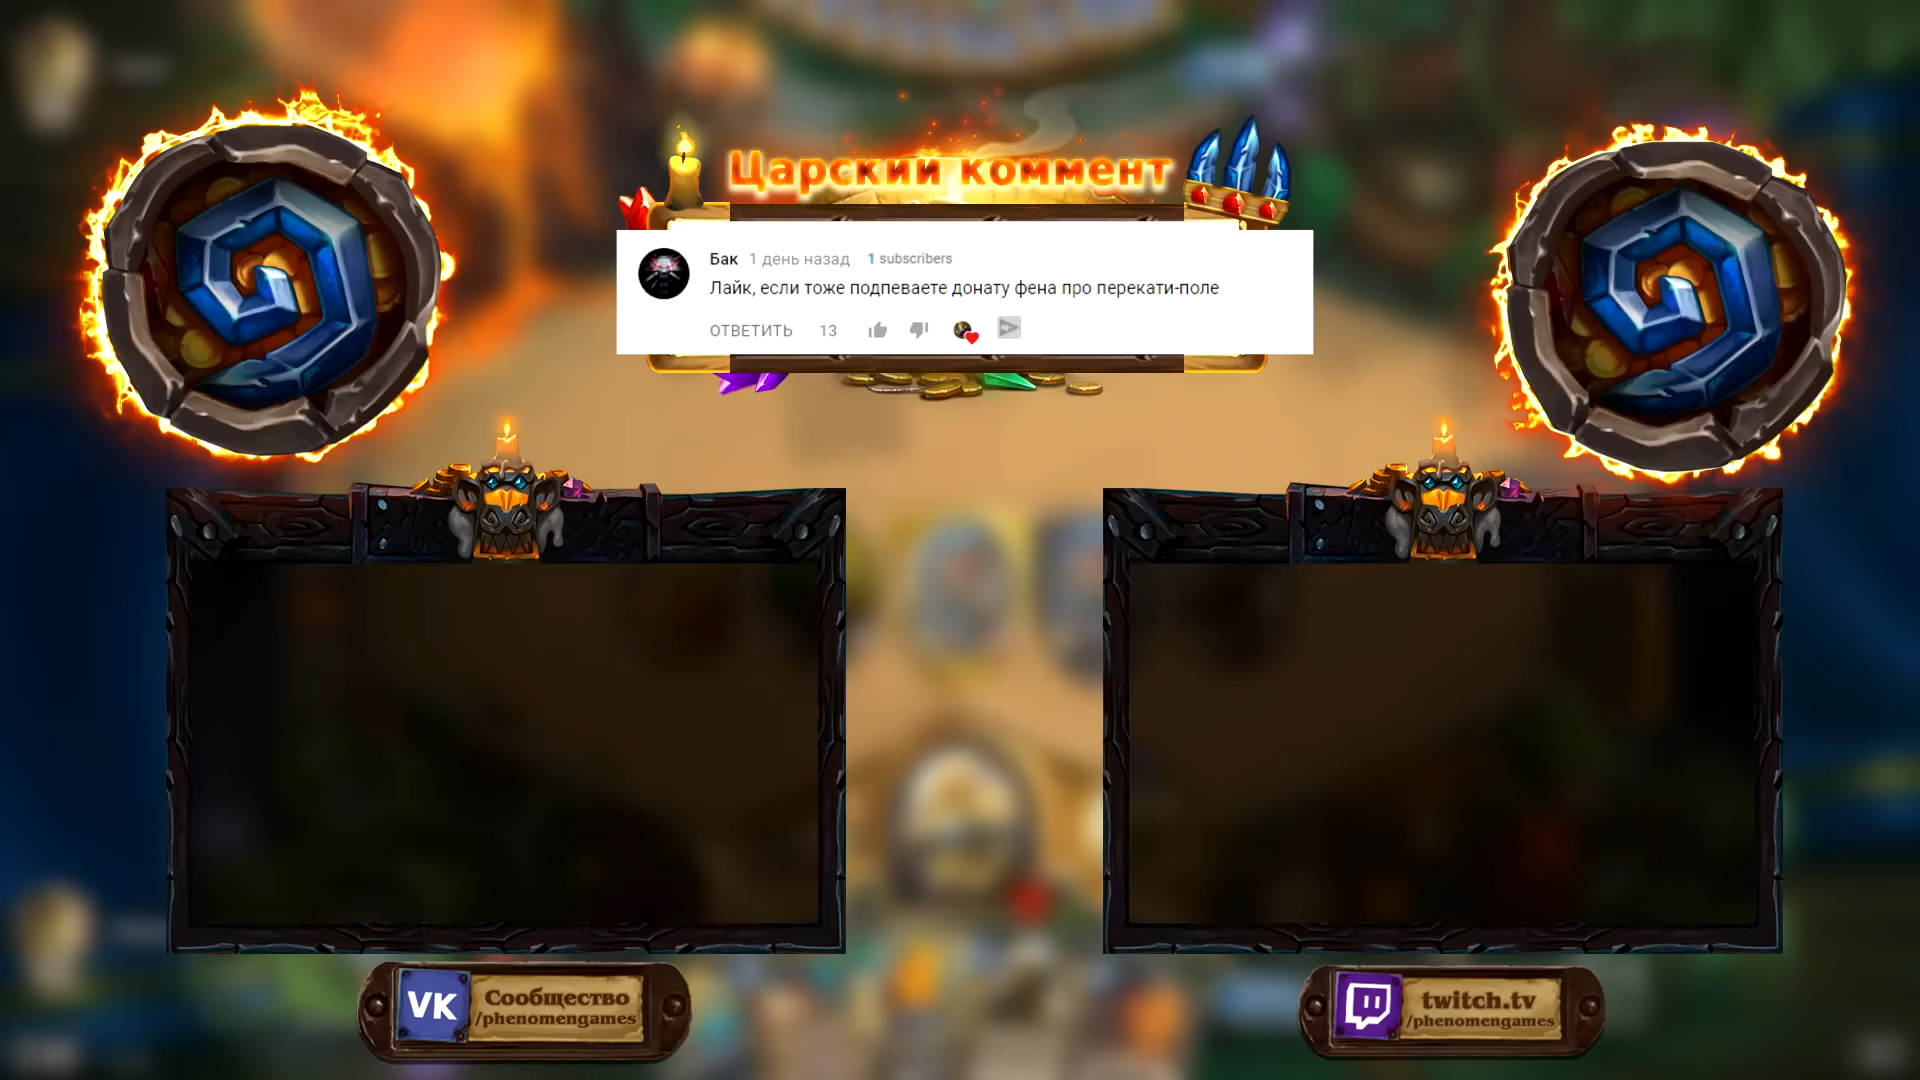 Царский коммент
Бак 1 день назад 1 subscribers
Лайк, если тоже подпеваете донату фена про перекати-поле
ОТВЕТИТЬ 13
VK Сообщество
/phenomengames
twitch.tv
/phenomengames